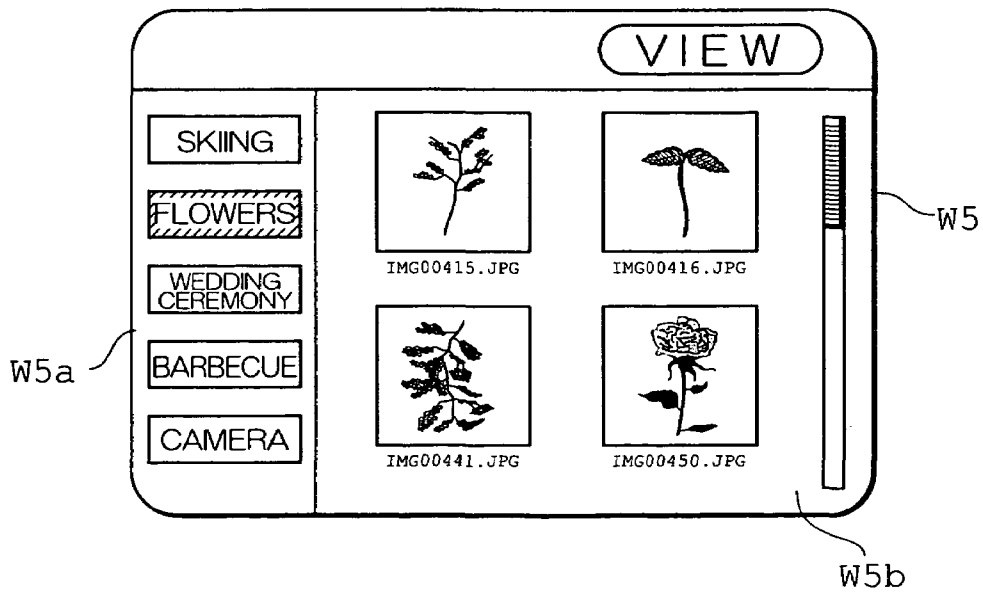 VIEW
SKIING
FLOWERS
WEDDING
CEREMONY
BARBECUE
CAMERA
IMG00415.JPG
IMG00416.JPG
IMG00441.JPG
IMG00450.JPG
W5
W5a
W5b